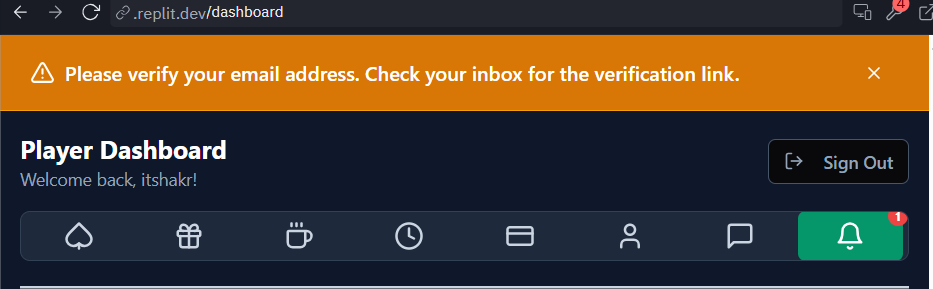 .replit.dev/dashboard
4
Please verify your email address. Check your inbox for the verification link.
Player Dashboard
Welcome back, itshakr!
Sign Out
1